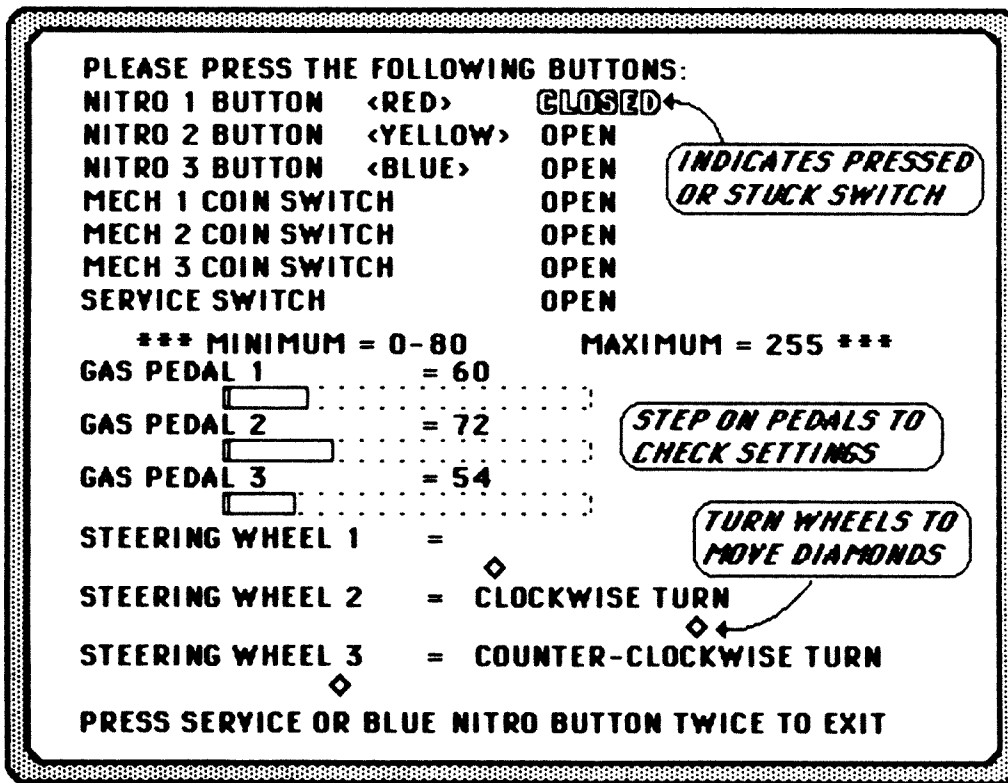 PLEASE PRESS THE FOLLOWING BUTTONS:
NITRO 1 BUTTON <RED> CLOSED
NITRO 2 BUTTON <YELLOW> OPEN
NITRO 3 BUTTON <BLUE> OPEN
INDICATES PRESSED
OR STUCK SWITCH
MECH 1 COIN SWITCH OPEN
MECH 2 COIN SWITCH OPEN
MECH 3 COIN SWITCH OPEN
SERVICE SWITCH OPEN
*** MINIMUM = 0-80 MAXIMUM = 255 ***
GAS PEDAL 1 = 60
GAS PEDAL 2 = 72
STEP ON PEDALS TO
CHECK SETTINGS
GAS PEDAL 3 = 54
TURN WHEELS TO
MOVE DIAMONDS
STEERING WHEEL 1 =
STEERING WHEEL 2 = CLOCKWISE TURN
STEERING WHEEL 3 = COUNTER-CLOCKWISE TURN
PRESS SERVICE OR BLUE NITRO BUTTON TWICE TO EXIT